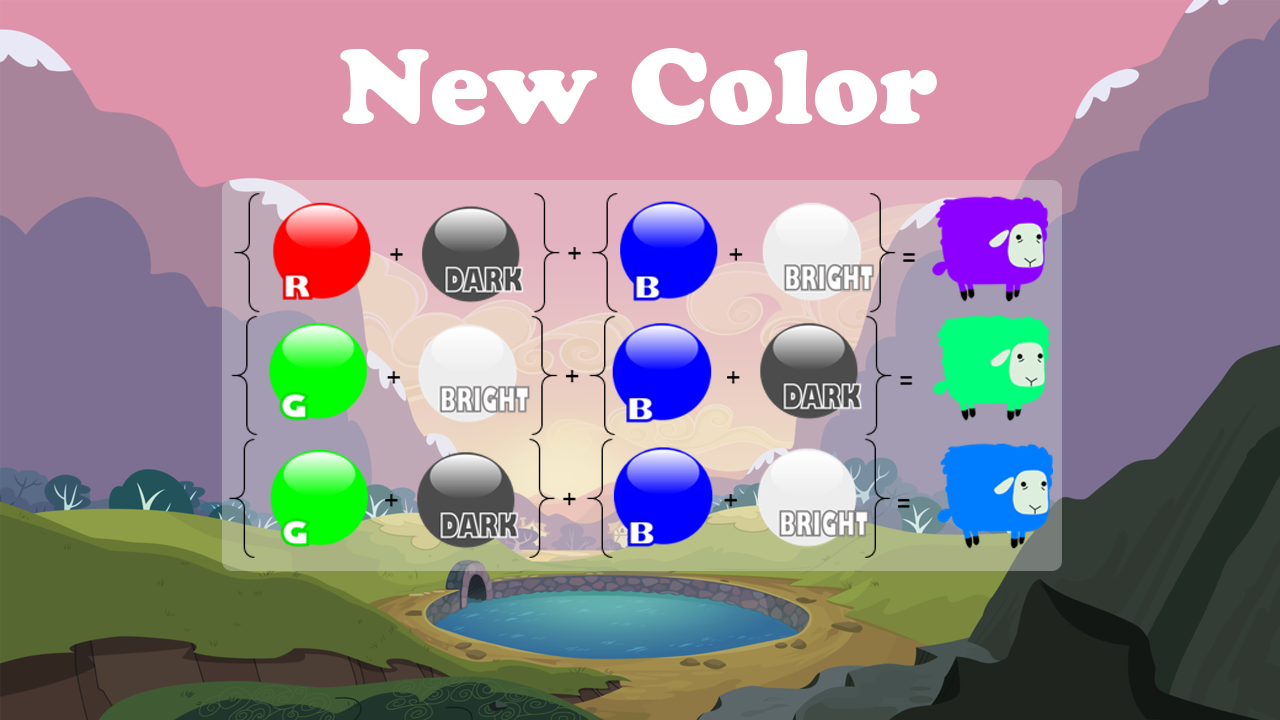 New Color
{ R + DARK } + { B + BRIGHT } =
{ G + BRIGHT } + { B + DARK } =
{ G + DARK } + { B + BRIGHT } =